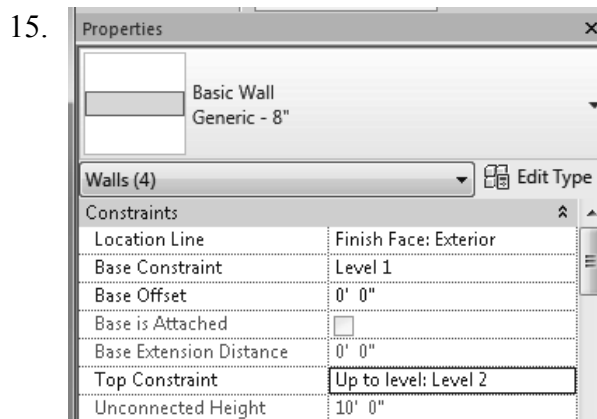 15.
Properties
Basic Wall
Generic - 8"
Walls (4)
Edit Type
Constraints
Location Line Finish Face: Exterior
Base Constraint Level 1
Base Offset 0' 0"
Base is Attached
Base Extension Distance 0' 0"
Top Constraint Up to level: Level 2
Unconnected Height 10' 0"